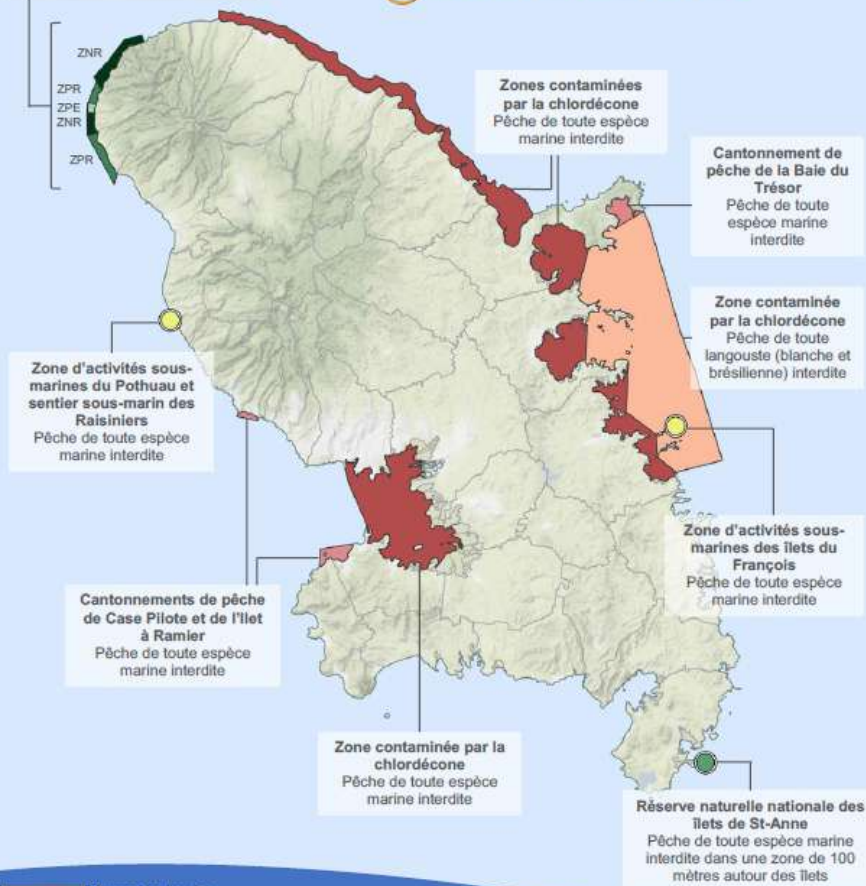 ZNR
ZPR
ZPE
ZNR
ZPR
Zones contaminées
par la chlordécone
Pêche de toute espèce
marine interdite
Cantonnement de
pêche de la Baie du
Trésor
Pêche de toute
espèce marine
interdite
Zone contaminée
par la chlordécone
Pêche de toute
langouste (blanche et
brésilienne) interdite
Zone d'activités sous-
marines du Pothuau et
sentier sous-marin des
Raisiniers
Pêche de toute espèce
marine interdite
Zone d'activités sous-
marines des îlets du
François
Pêche de toute espèce
marine interdite
Cantonnements de pêche
de Case Pilote et de l'Ilet
à Ramier
Pêche de toute espèce
marine interdite
Zone contaminée par la
chlordécone
Pêche de toute espèce
marine interdite
Réserve naturelle nationale des
îlets de St-Anne
Pêche de toute espèce marine
interdite dans une zone de 100
mètres autour des îlets